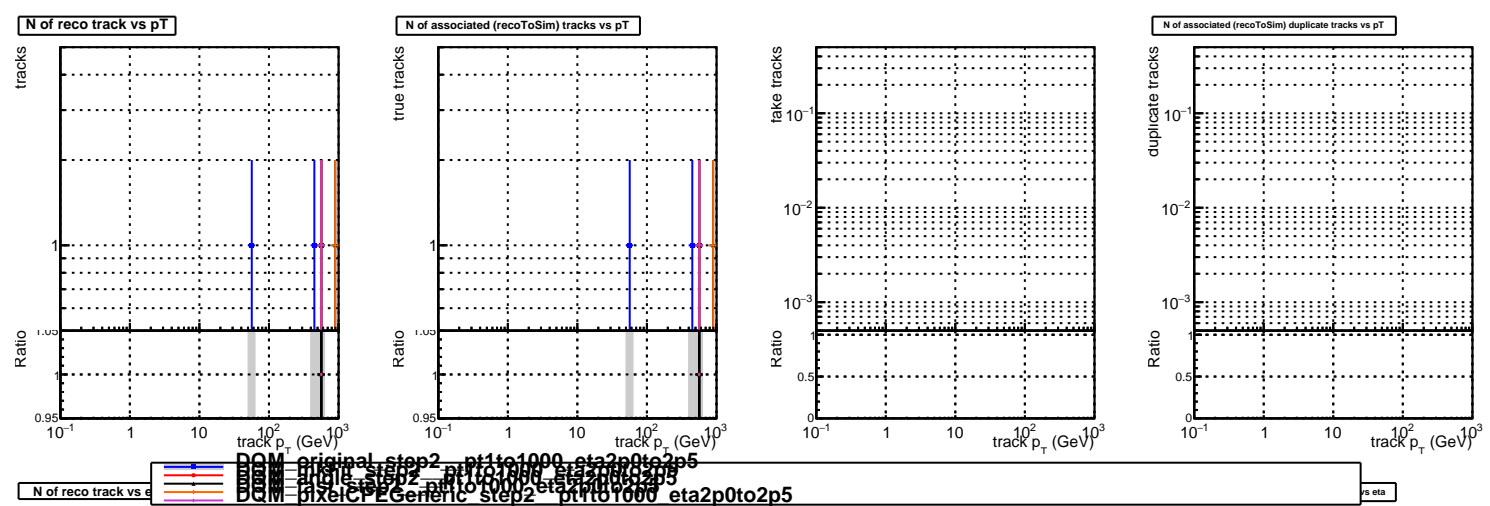 N of reco track vs pT
N of associated (recoToSim) tracks vs pT
N of associated (recoToSim) duplicate tracks vs pT
tracks
true tracks
fake tracks
duplicate tracks
10⁻¹
10⁻¹
10⁻²
10⁻²
1
1
10⁻³
10⁻³
Ratio
1.05
1
0.95
Ratio
1.05
1
0.95
Ratio
1
0.5
0
Ratio
1
0.5
0
10⁻¹ 1 10 10² 10³
10⁻¹ 1 10 10² 10³
10⁻¹ 1 10 10² 10³
10⁻¹ 1 10 10² 10³
track p_T (GeV)
track p_T (GeV)
track p_T (GeV)
track p_T (GeV)
DQM_original_step2__pt1to1000_eta2p0to2p5
DQM_pixelCPEGeneric_step2__pt1to1000_eta2p0to2p5
N of reco track vs e
vs eta